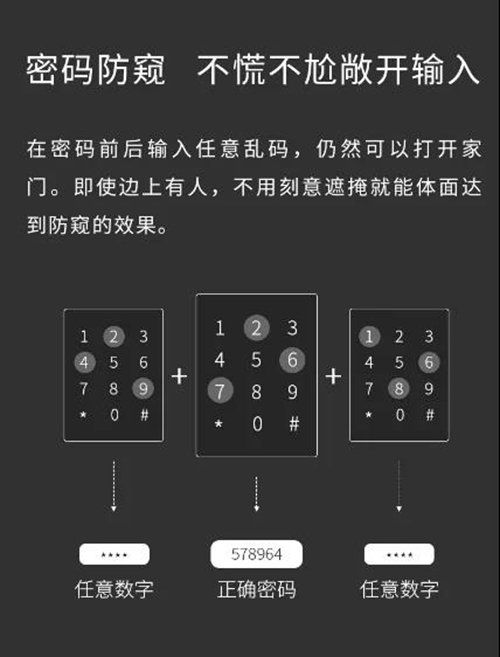 密码防窥 不慌不尬敞开输入
在密码前后输入任意乱码，仍然可以打开家
门。即使边上有人，不用刻意遮掩就能体面达
到防窥的效果。
1 2 3
4 5 6
7 8 9
* 0 #
+
1 2 3
4 5 6
7 8 9
* 0 #
+
1 2 3
4 5 6
7 8 9
* 0 #
****
578964
****
任意数字
正确密码
任意数字